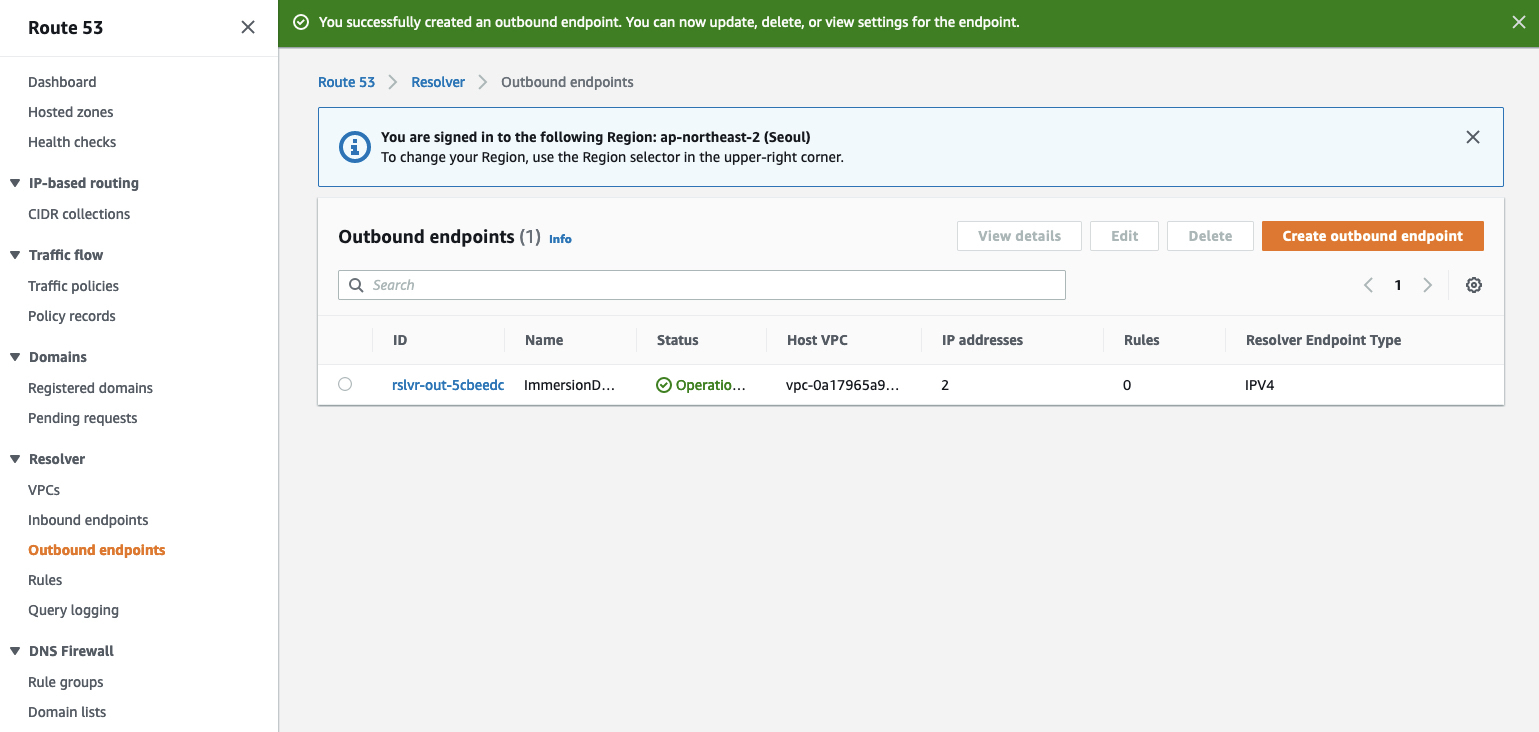 Route 53
Dashboard
Hosted zones
Health checks
IP-based routing
CIDR collections
Traffic flow
Traffic policies
Policy records
Domains
Registered domains
Pending requests
Resolver
VPCs
Inbound endpoints
Outbound endpoints
Rules
Query logging
DNS Firewall
Rule groups
Domain lists
You successfully created an outbound endpoint. You can now update, delete, or view settings for the endpoint.
Route 53 Resolver Outbound endpoints
You are signed in to the following Region: ap-northeast-2 (Seoul)
To change your Region, use the Region selector in the upper-right corner.
Outbound endpoints (1) Info View details Edit Delete Create outbound endpoint
Search 1
ID Name Status Host VPC IP addresses Rules Resolver Endpoint Type
rslvr-out-5cbeedc ImmersionD... Operatio... vpc-0a17965a9... 2 0 IPV4